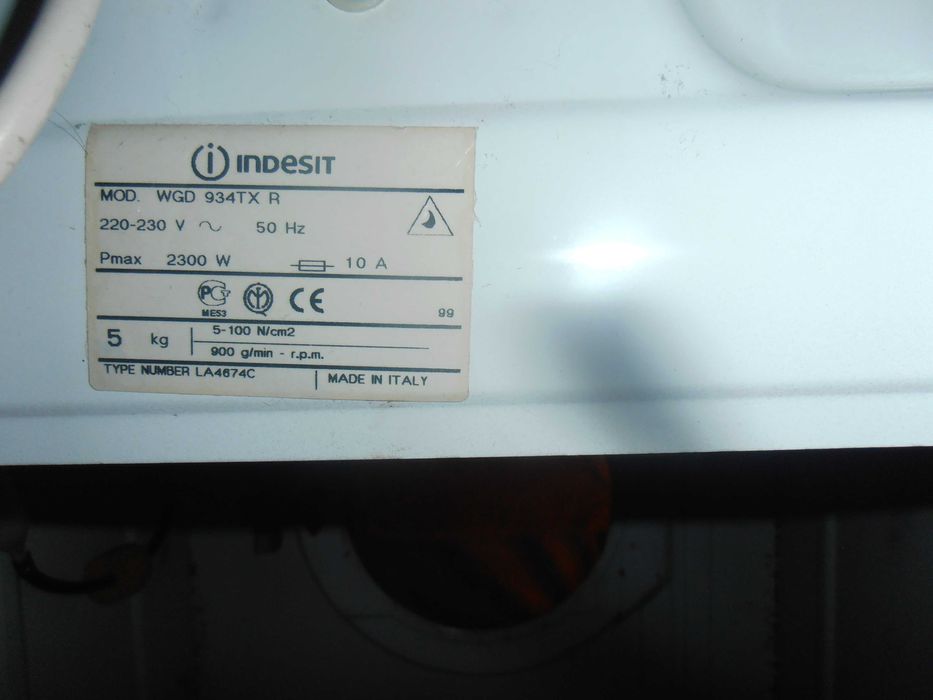 indesit
MOD. WGD 934TX R
220-230 V 50 Hz
Pmax 2300 W 10 A
ME53 CE 99
5 kg
5-100 N/cm2
900 g/min - r.p.m.
TYPE NUMBER LA4674C
MADE IN ITALY